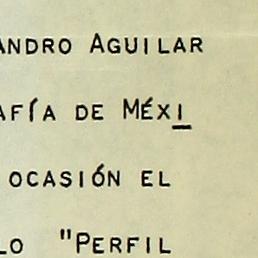 ANDRO AGUILAR
AFÍA DE MÉXI
OCASIÓN EL
LO "PERFIL